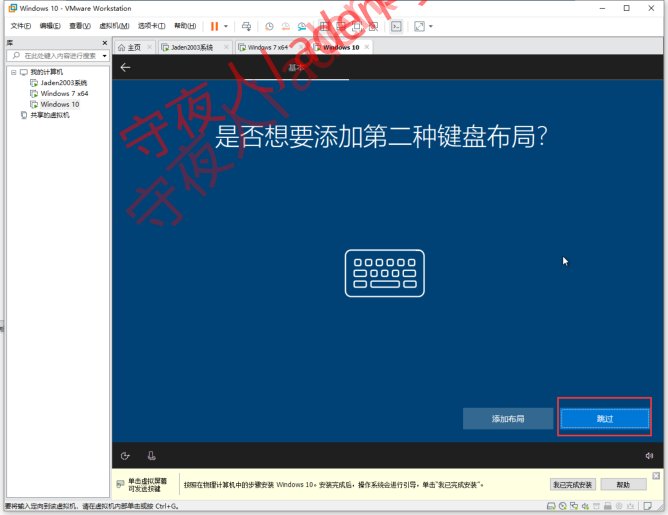 Windows 10 - VMware Workstation
文件(F) 编辑(E) 查看(V) 虚拟机(M) 选项卡(T) 帮助(H)
库
在此处键入内容进行搜索
我的计算机
Jaden2003系统
Windows 7 x64
Windows 10
共享的虚拟机
主页 Jaden2003系统 Windows 7 x64 Windows 10
基本
守夜人
守夜人
是否想要添加第二种键盘布局?
添加布局 跳过
单击虚拟屏幕
可发送按键
按照在物理计算机中的步骤安装 Windows 10。安装完成后，操作系统会进行引导，单击“我已完成安装”。
我已完成安装 帮助
要将输入定向到该虚拟机，请在虚拟机内部单击或按 Ctrl+G。